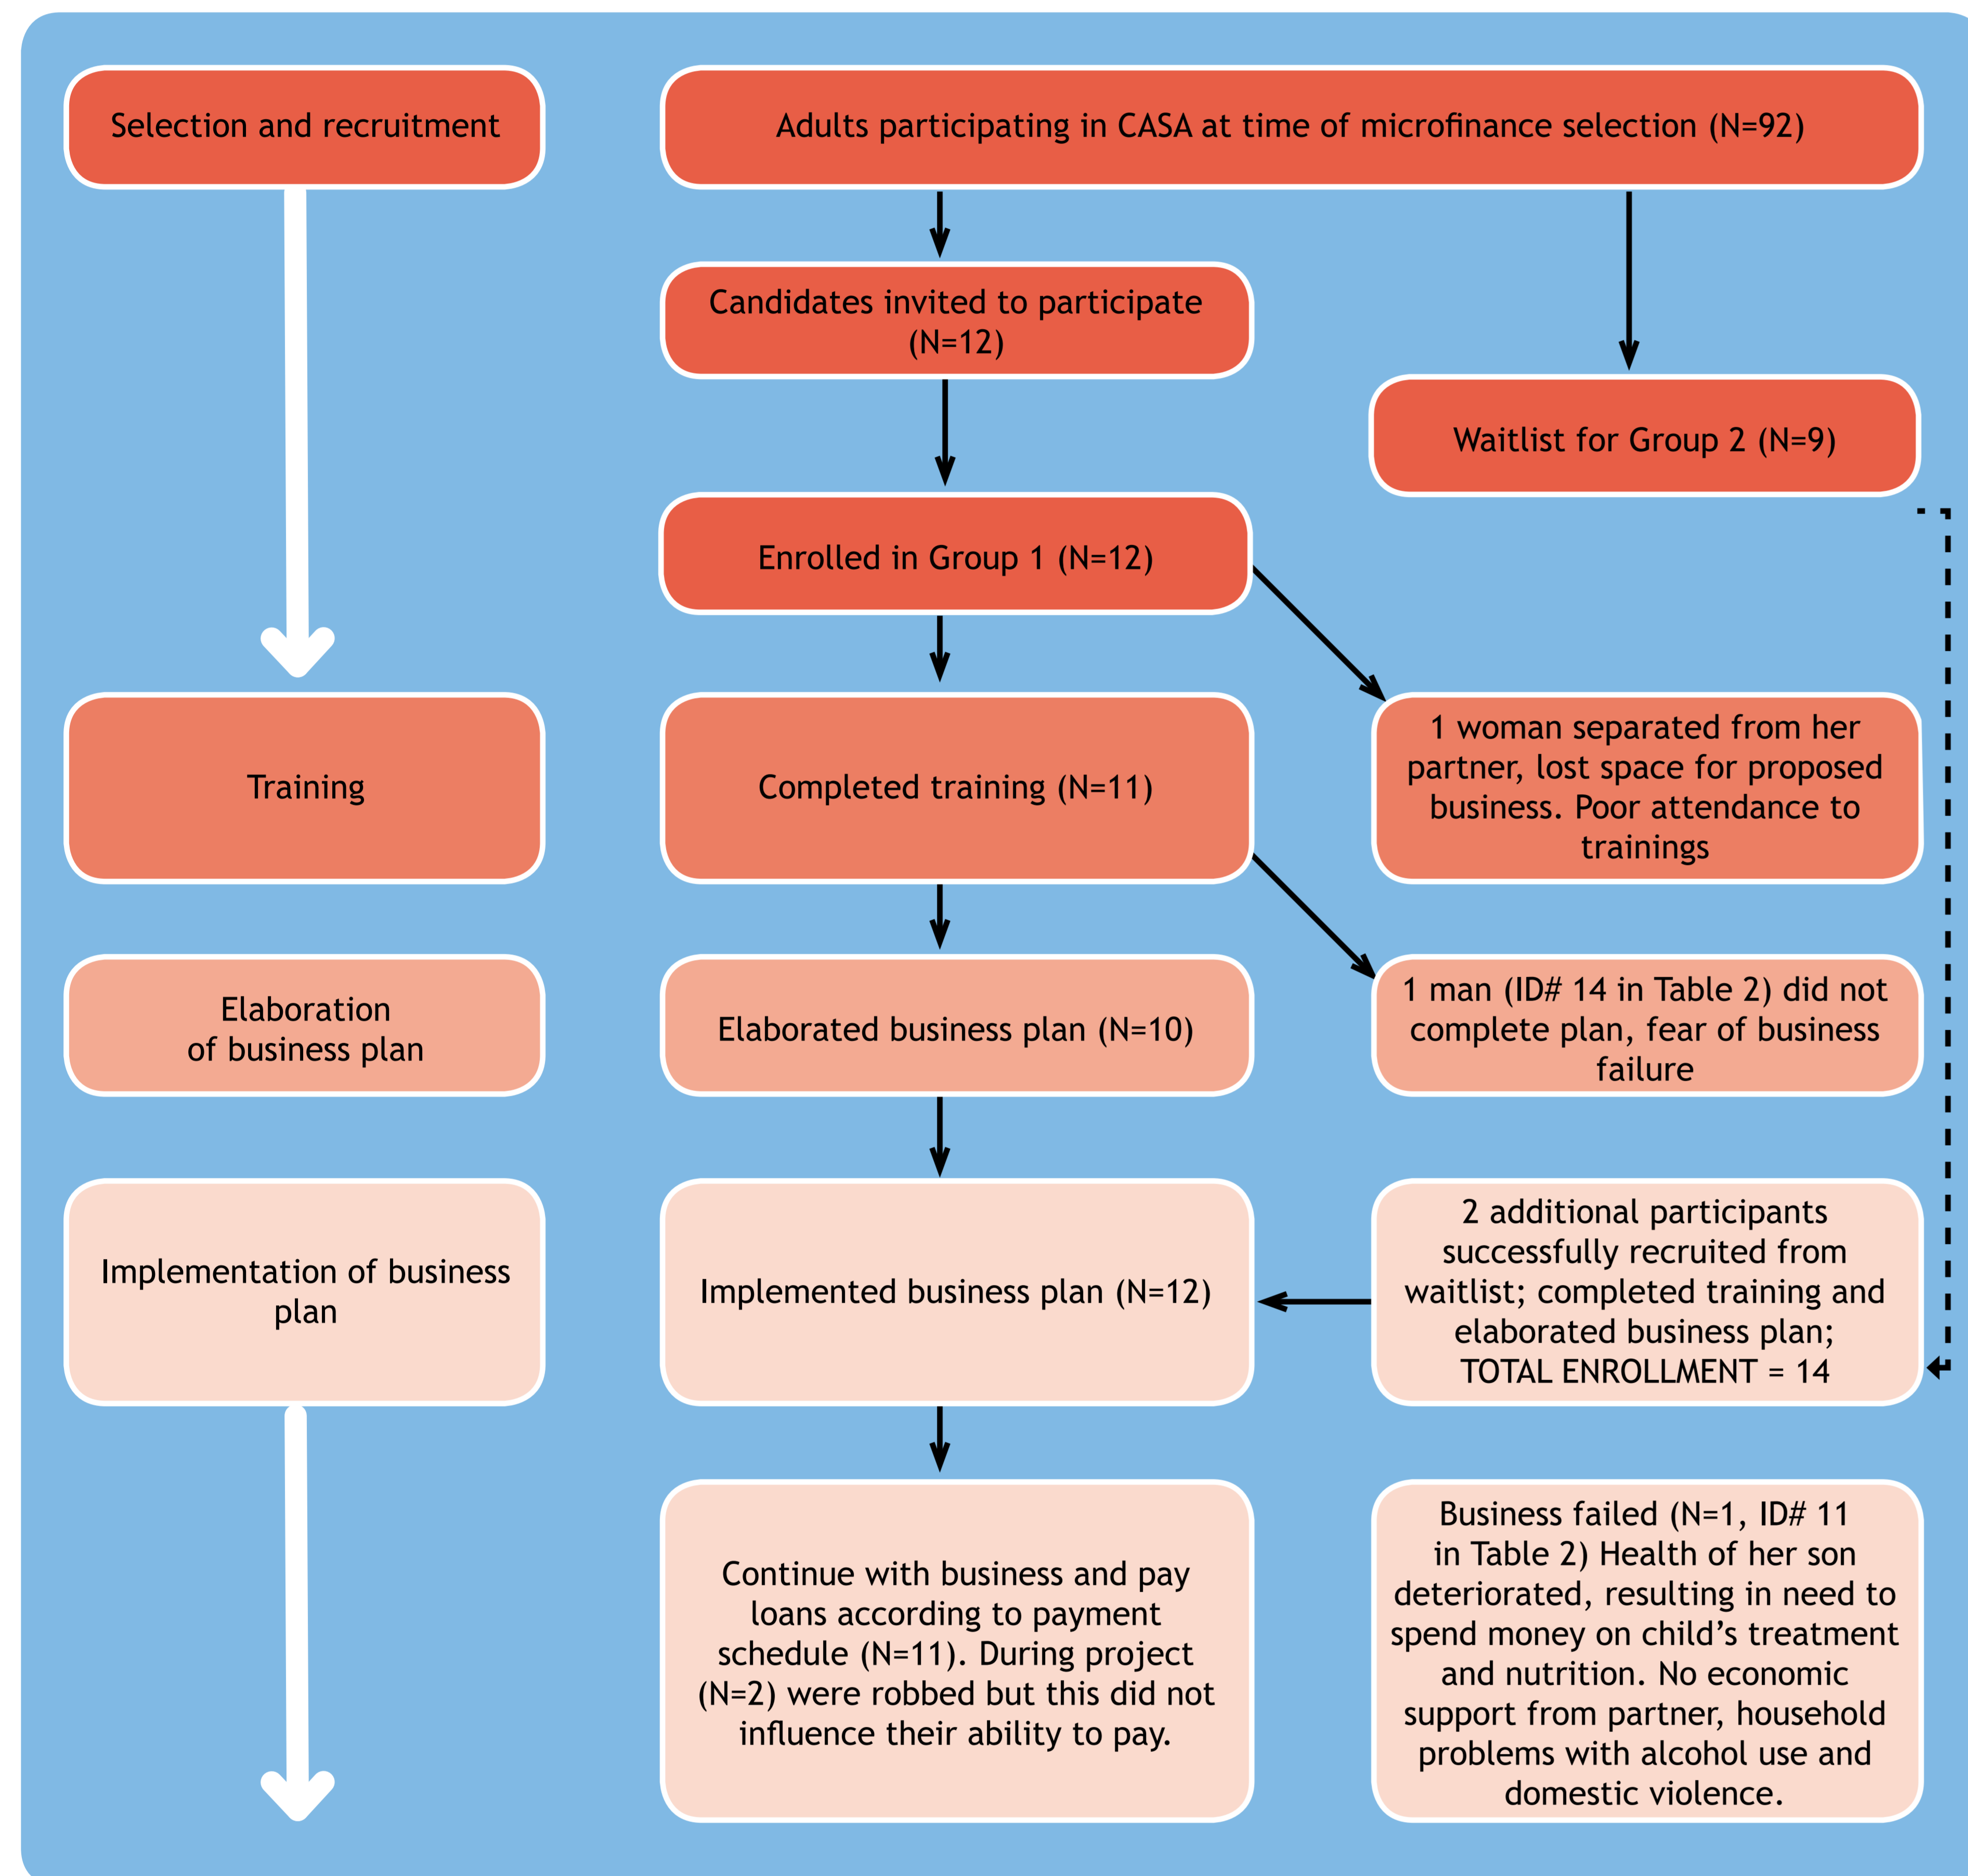 Selection and recruitment
Adults participating in CASA at time of microfinance selection (N=92)
Candidates invited to participate
(N=12)
Waitlist for Group 2 (N=9)
Enrolled in Group 1 (N=12)
Training
Completed training (N=11)
1 woman separated from her
partner, lost space for proposed
business. Poor attendance to
trainings
Elaboration
of business plan
Elaborated business plan (N=10)
1 man (ID# 14 in Table 2) did not
complete plan, fear of business
failure
Implementation of business
plan
Implemented business plan (N=12)
2 additional participants
successfully recruited from
waitlist; completed training and
elaborated business plan;
TOTAL ENROLLMENT = 14
Continue with business and pay
loans according to payment
schedule (N=11). During project
(N=2) were robbed but this did not
influence their ability to pay.
Business failed (N=1, ID# 11
in Table 2) Health of her son
deteriorated, resulting in need to
spend money on child’s treatment
and nutrition. No economic
support from partner, household
problems with alcohol use and
domestic violence.